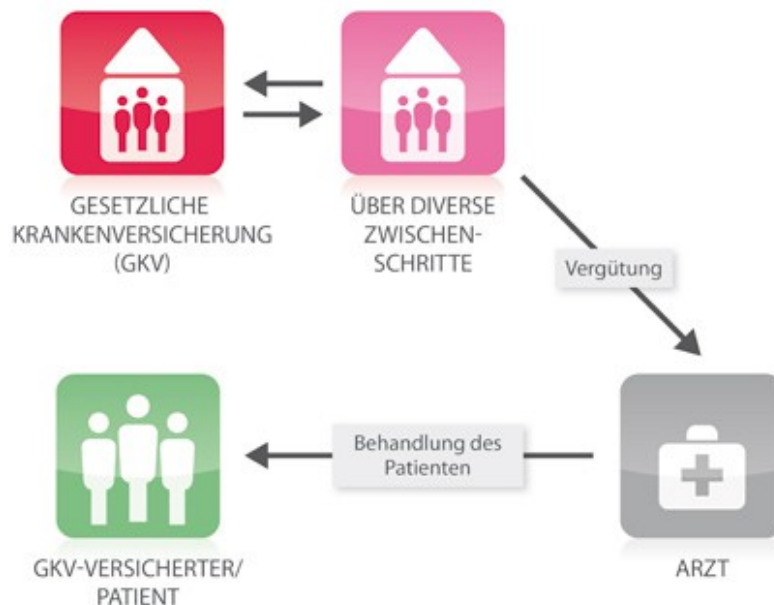 GESETZLICHE
KRANKENVERSICHERUNG
(GKV)
ÜBER DIVERSE
ZWISCHEN-
SCHRITTE
Vergütung
Behandlung des
Patienten
GKV-VERSICHERTER/
PATIENT
ARZT